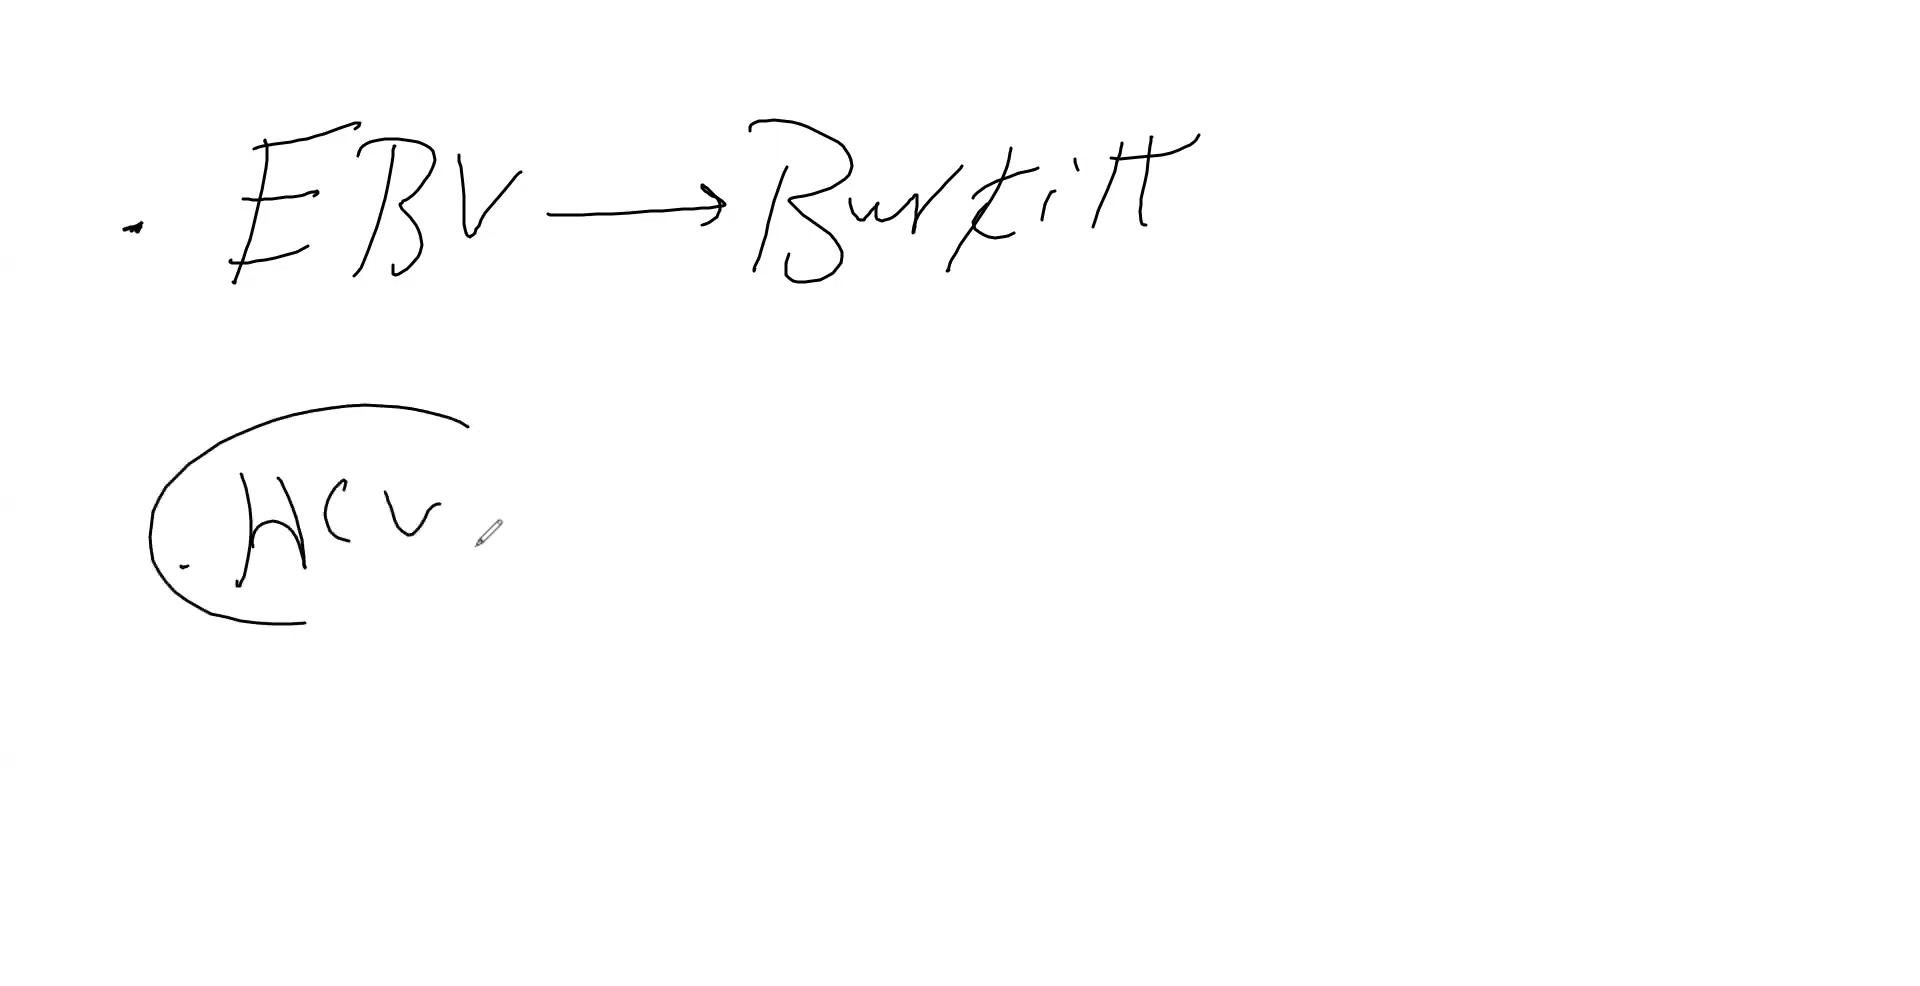 . EBV → Burkitt
. HCV